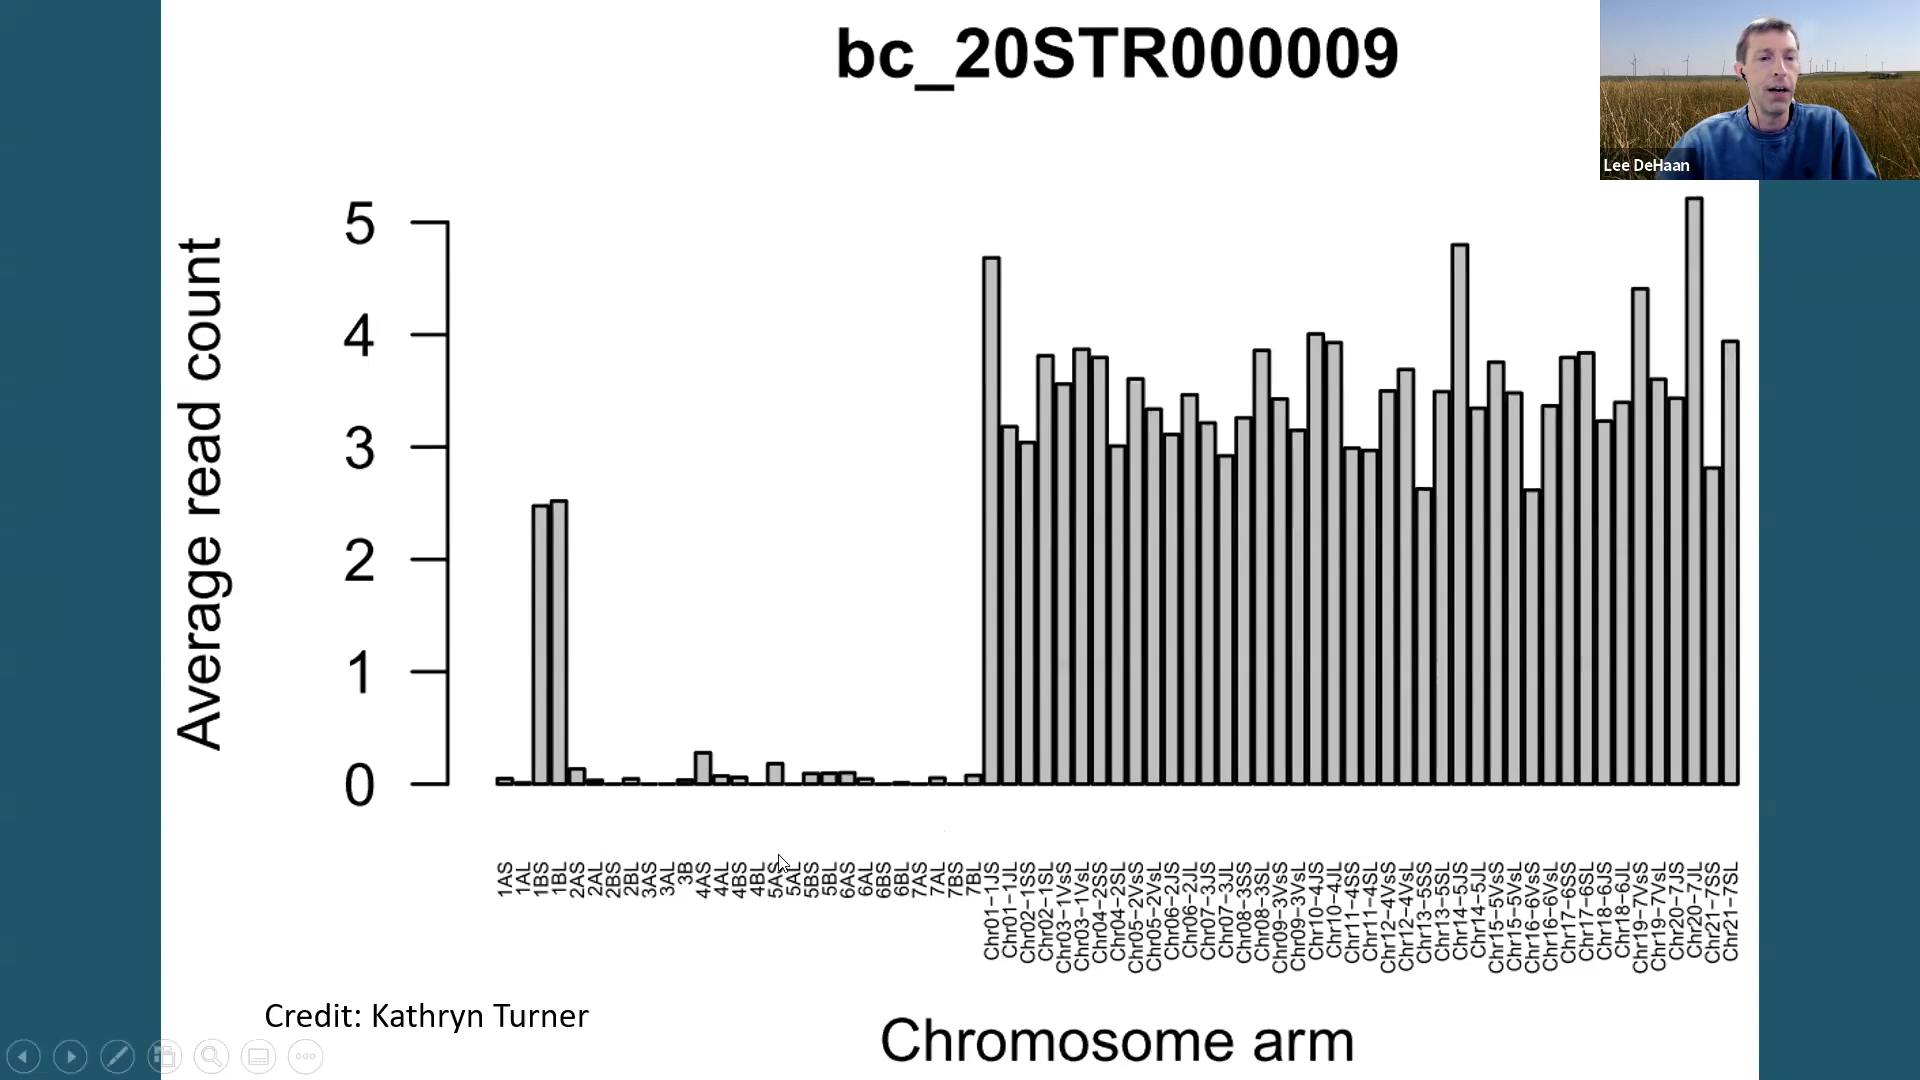 bc_20STR000009
Lee DeHaan
Average read count
5
4
3
2
1
0
1AS
1AL
1BS
1BL
2AS
2AL
2BS
2BL
3AS
3AL
3B
4AS
4AL
4BS
4BL
5AS
5AL
5BS
5BL
6AS
6AL
6BS
6BL
7AS
7AL
7BS
7BL
Chr01-1JS
Chr01-1JL
Chr02-1SS
Chr02-1SL
Chr03-1VsS
Chr03-1VsL
Chr04-2SS
Chr04-2SL
Chr05-2VsS
Chr05-2VsL
Chr06-2JS
Chr06-2JL
Chr07-3JS
Chr07-3JL
Chr08-3SS
Chr08-3SL
Chr09-3VsS
Chr09-3VsL
Chr10-4JS
Chr10-4JL
Chr11-4SS
Chr11-4SL
Chr12-4VsS
Chr12-4VsL
Chr13-5SS
Chr13-5SL
Chr14-5JS
Chr14-5JL
Chr15-5VsS
Chr15-5VsL
Chr16-6VsS
Chr16-6VsL
Chr17-6SS
Chr17-6SL
Chr18-6JS
Chr18-6JL
Chr19-7VsS
Chr19-7VsL
Chr20-7JS
Chr20-7JL
Chr21-7SS
Chr21-7SL
Credit: Kathryn Turner
Chromosome arm